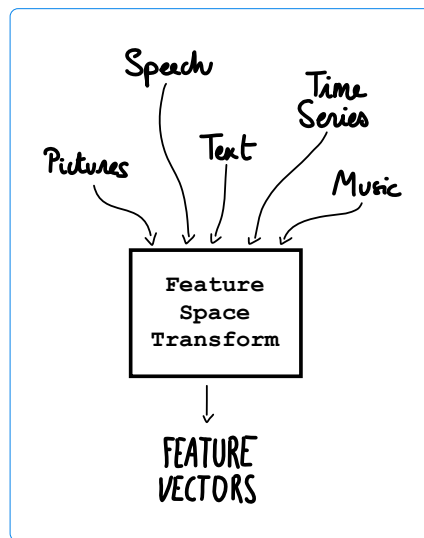 Speech
Time
Series
Text
Pictures
Music
Feature
Space
Transform
FEATURE
VECTORS